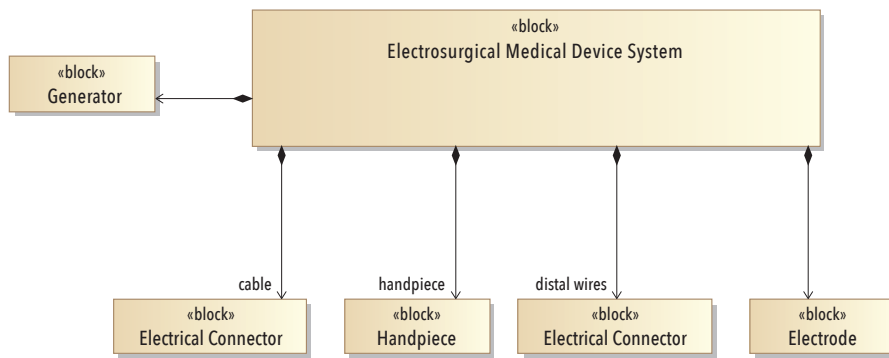 «block»
Electrosurgical Medical Device System
«block»
Generator
cable
handpiece
distal wires
«block»
Electrical Connector
«block»
Handpiece
«block»
Electrical Connector
«block»
Electrode